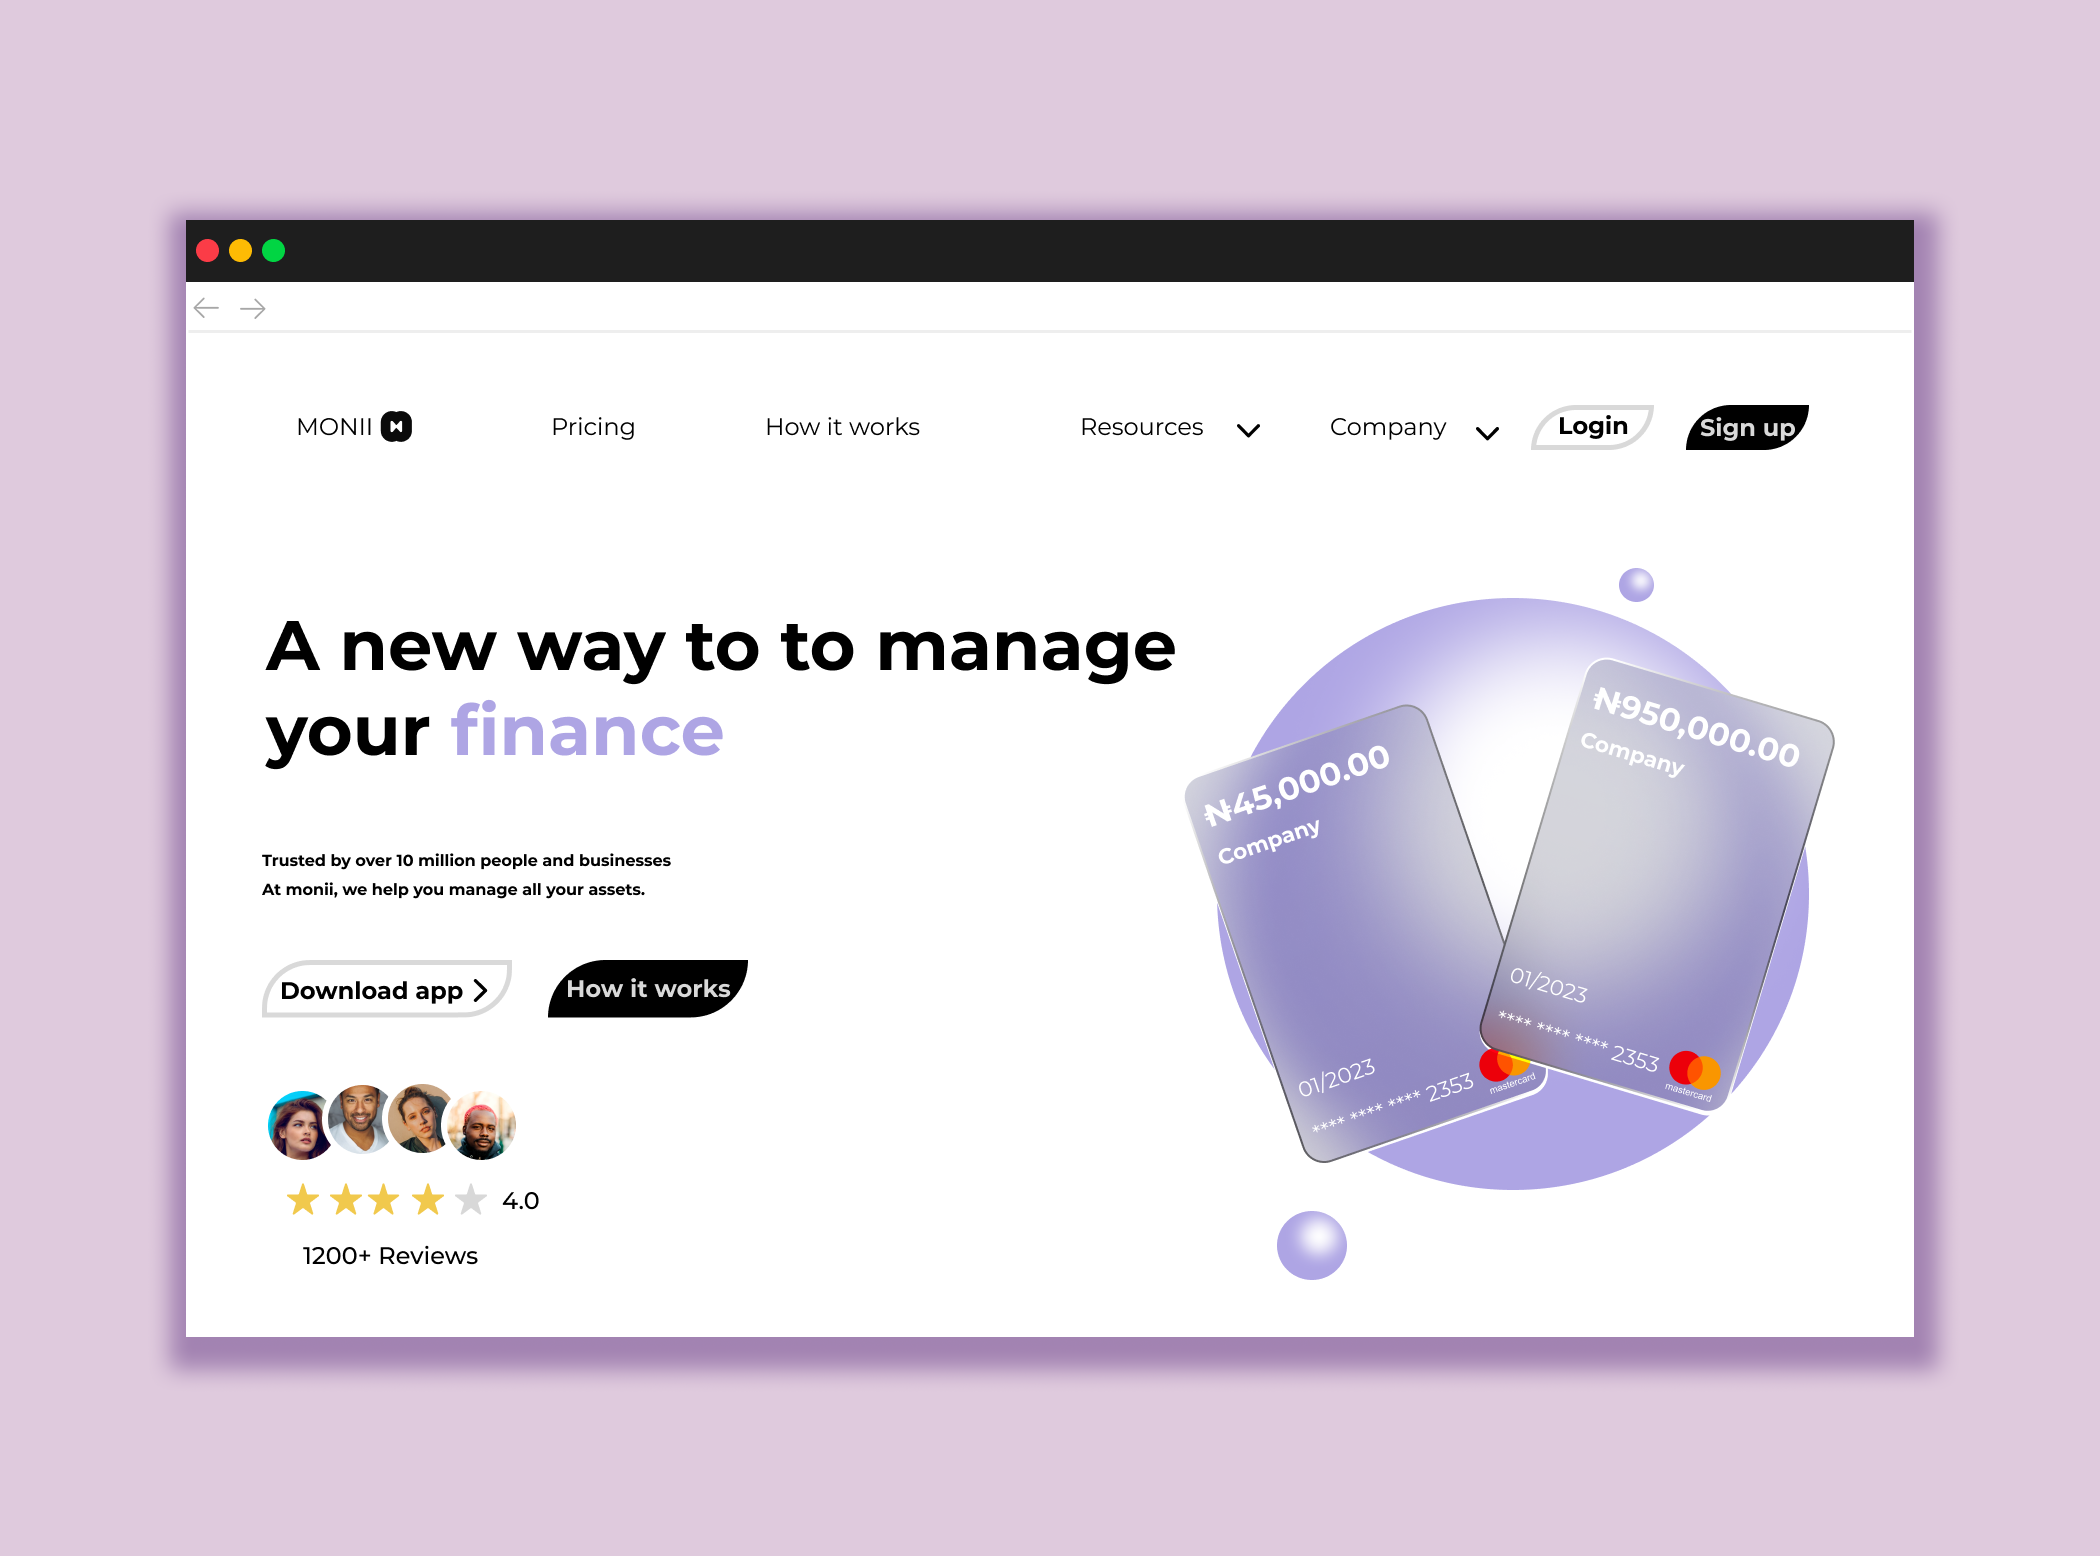 MONII
Pricing
How it works
Resources
Company
Login
Sign up
A new way to to manage
your finance
Trusted by over 10 million people and businesses
At monii, we help you manage all your assets.
Download app
How it works
4.0
1200+ Reviews
₦45,000.00
Company
01/2023
**** **** **** 2353
mastercard
₦950,000.00
Company
01/2023
**** **** **** 2353
mastercard